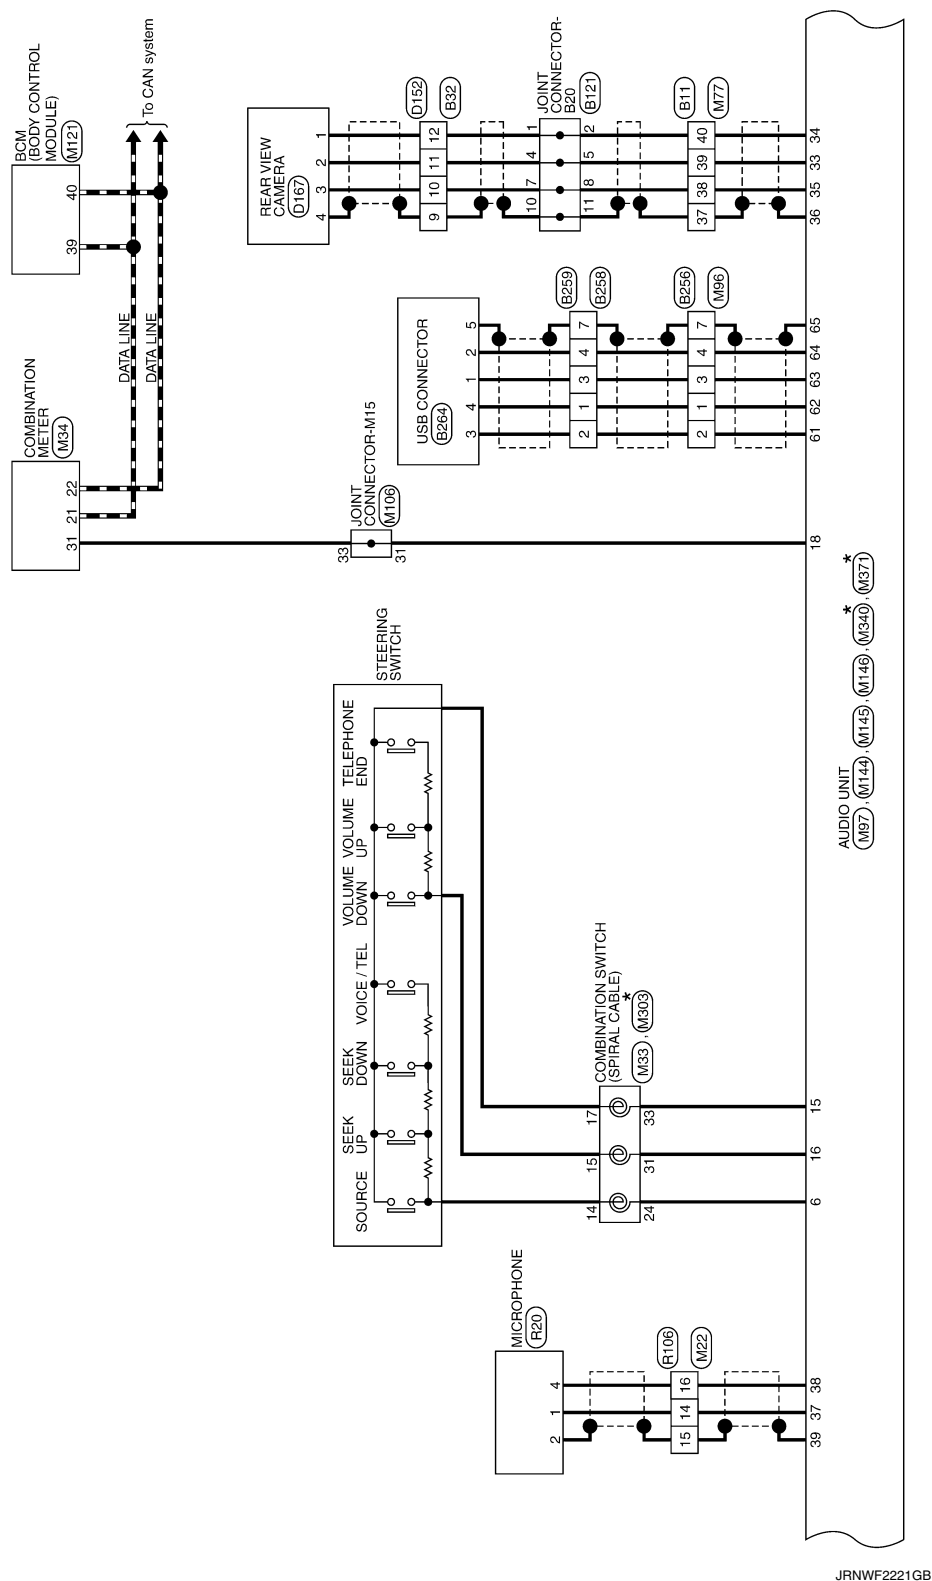 BCM
(BODY CONTROL
MODULE)
M121
40
39
To CAN system
DATA LINE
DATA LINE
COMBINATION
METER
M34
22
21
31
REAR VIEW
CAMERA
D167
1
2
3
4
D152
B32
12
11
10
9
JOINT
CONNECTOR-
B20
B121
1
4
7
10
2
5
8
11
B11
M77
40
39
38
37
34
33
35
36
USB CONNECTOR
B264
5
2
1
4
3
B259
B258
7
4
3
1
2
B256
M96
7
4
3
1
2
65
64
63
62
61
JOINT
CONNECTOR-M15
M106
33
31
18
STEERING
SWITCH
SOURCE
SEEK
UP
SEEK
DOWN
VOICE / TEL
VOLUME
DOWN
VOLUME
UP
TELEPHONE
END
COMBINATION SWITCH
(SPIRAL CABLE)
M33 , M303 *
17
15
14
33
31
24
15
16
6
MICROPHONE
R20
4
1
2
R106
M22
16
14
15
38
37
39
AUDIO UNIT
M97 , M144 , M145 , M146 , M340 * , M371 *
JRNWF2221GB